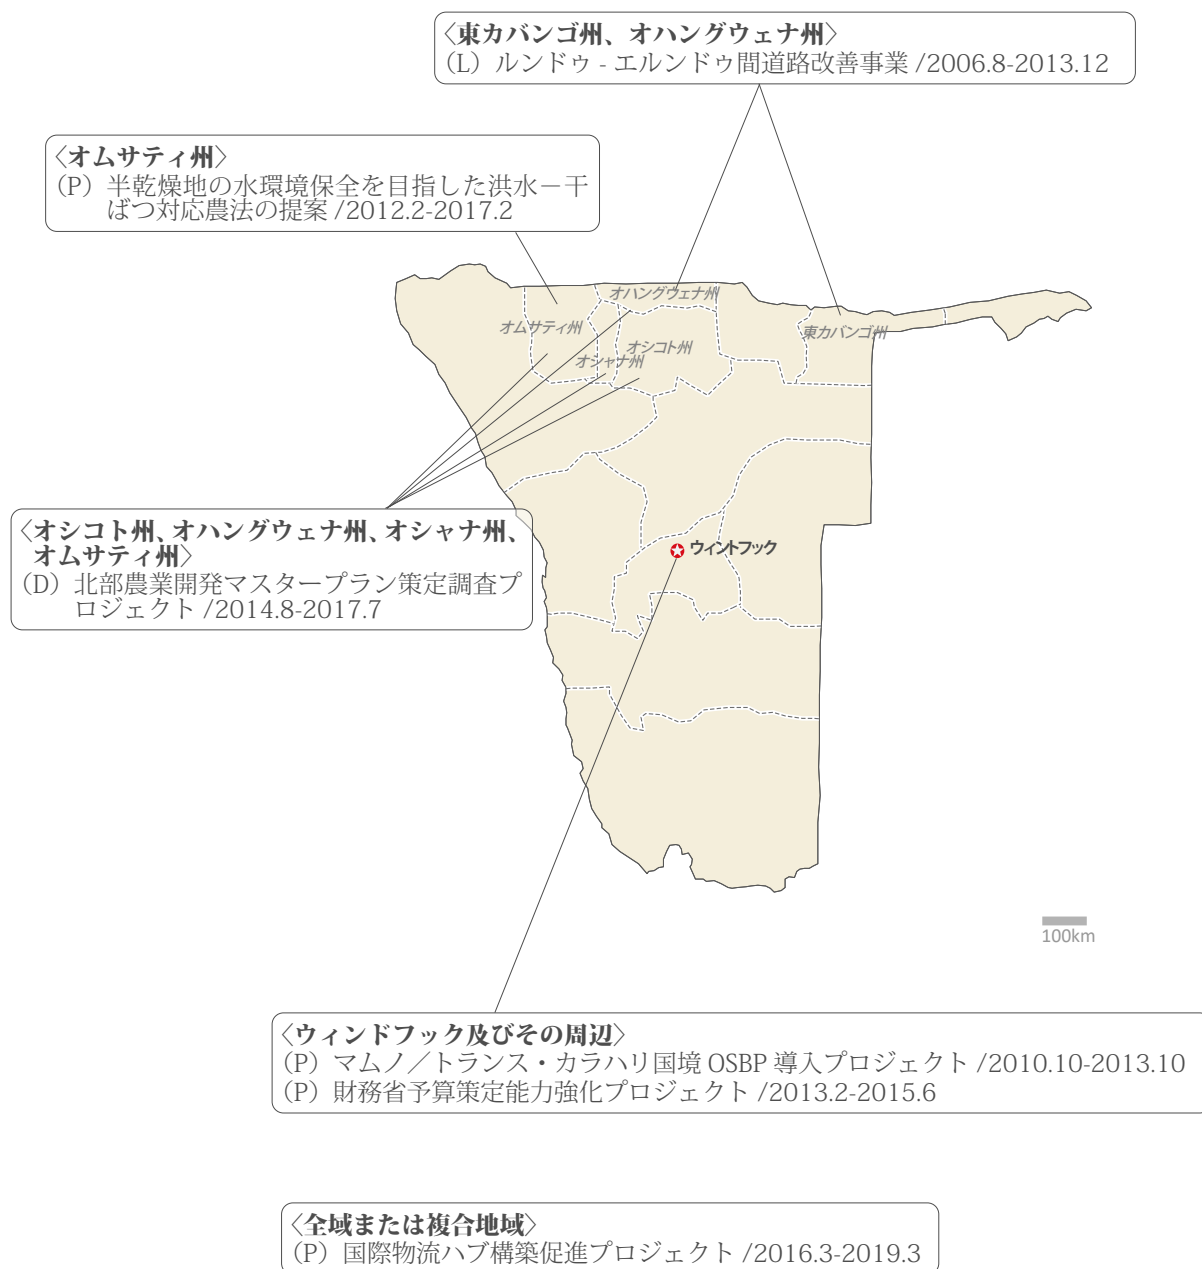 〈東カバンゴ州、オハングウェナ州〉
(L) ルンドゥ - エルンドゥ間道路改善事業 /2006.8-2013.12
〈オムサティ州〉
(P) 半乾燥地の水環境保全を目指した洪水－干
ばつ対応農法の提案 /2012.2-2017.2
オハングウェナ州
オムサティ州
東カバンゴ州
オシコト州
オシャナ州
〈オシコト州、オハングウェナ州、オシャナ州、
オムサティ州〉
(D) 北部農業開発マスタープラン策定調査プ
ロジェクト /2014.8-2017.7
ウィントフック
100km
〈ウィンドフック及びその周辺〉
(P) マムノ／トランス・カラハリ国境 OSBP 導入プロジェクト /2010.10-2013.10
(P) 財務省予算策定能力強化プロジェクト /2013.2-2015.6
〈全域または複合地域〉
(P) 国際物流ハブ構築促進プロジェクト /2016.3-2019.3